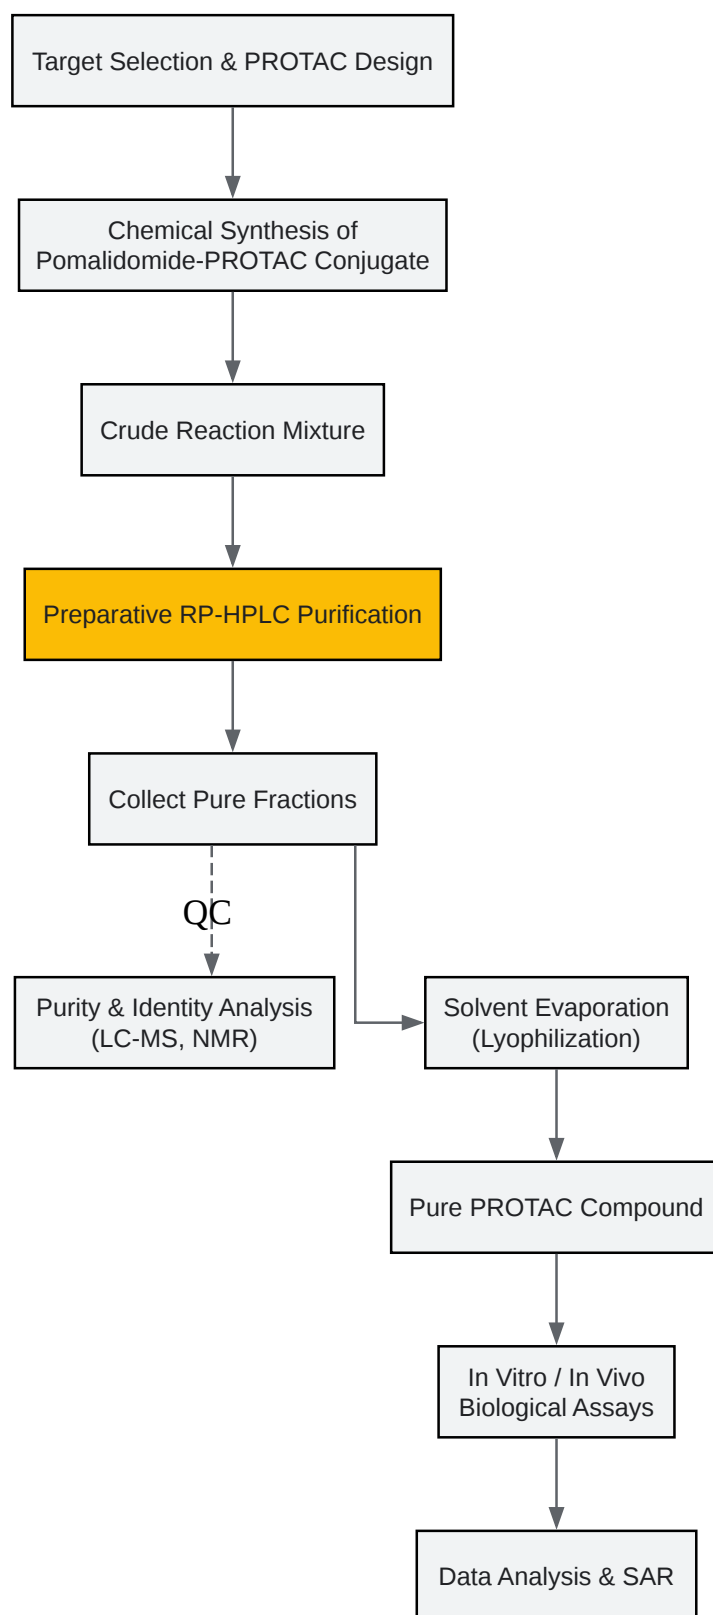 Target Selection & PROTAC Design
Chemical Synthesis of
Pomalidomide-PROTAC Conjugate
Crude Reaction Mixture
Preparative RP-HPLC Purification
Collect Pure Fractions
QC
Purity & Identity Analysis
(LC-MS, NMR)
Solvent Evaporation
(Lyophilization)
Pure PROTAC Compound
In Vitro / In Vivo
Biological Assays
Data Analysis & SAR